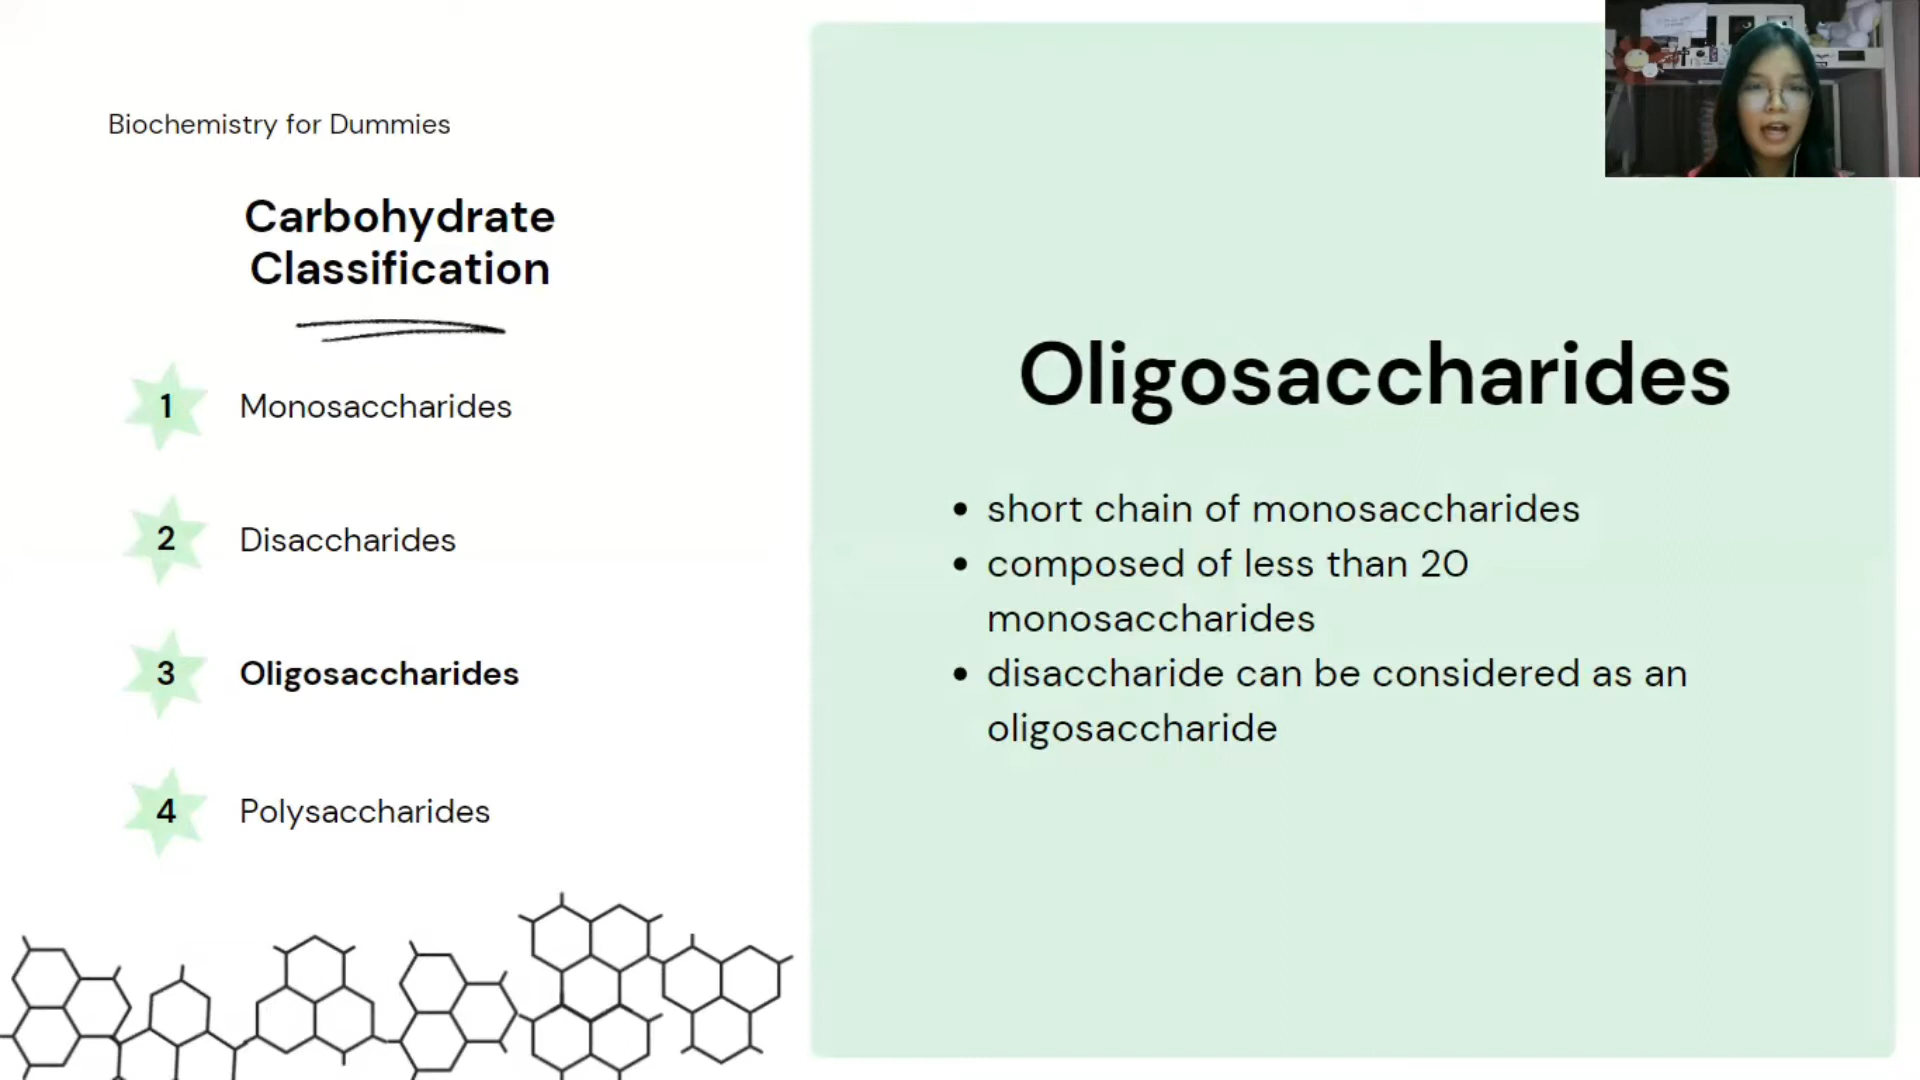 Biochemistry for Dummies
Carbohydrate
Classification
1 Monosaccharides
2 Disaccharides
3 Oligosaccharides
4 Polysaccharides
Oligosaccharides
• short chain of monosaccharides
• composed of less than 20
monosaccharides
• disaccharide can be considered as an
oligosaccharide